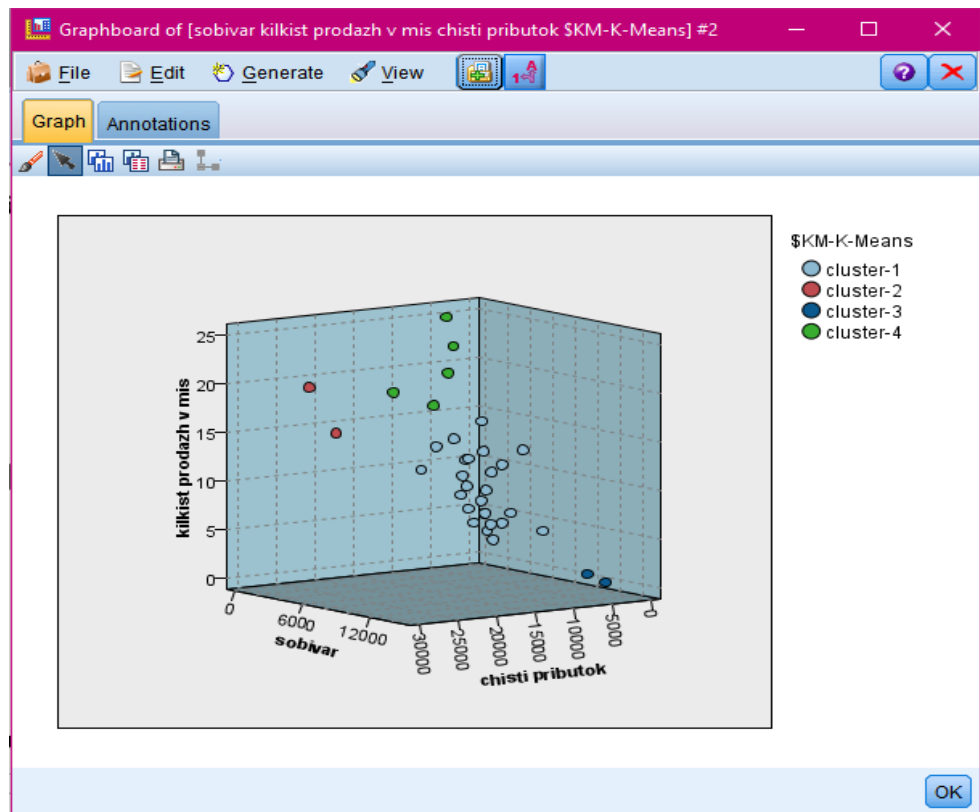 Graphboard of [sobivar kilkist prodazh v mis chisti pributok $KM-K-Means] #2
File Edit Generate View
Graph Annotations
$KM-K-Means
cluster-1
cluster-2
cluster-3
cluster-4
kilkist prodazh v mis
25
20
15
10
5
0
0
6000
12000
sobivar
30000
25000
20000
15000
10000
5000
0
chisti pributok
OK